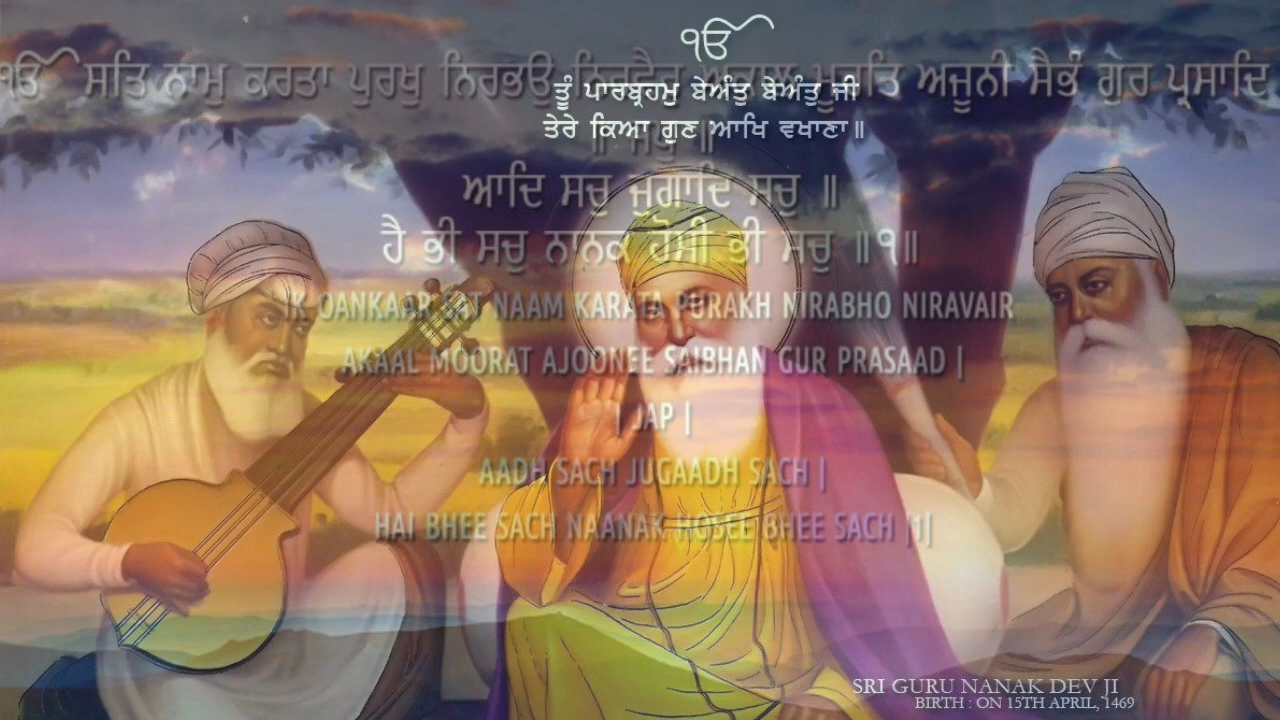 ੴ
ੴ ਸਤਿ ਨਾਮੁ ਕਰਤਾ ਪੁਰਖੁ ਨਿਰਭਉ ਨਿਰਵੈਰੁ ਅਕਾਲ ਮੂਰਤਿ ਅਜੂਨੀ ਸੈਭੰ ਗੁਰ ਪ੍ਰਸਾਦਿ
ਤੂੰ ਪਾਰਬ੍ਰਹਮੁ ਬੇਅੰਤੁ ਬੇਅੰਤੁ ਜੀ
ਤੇਰੇ ਕਿਆ ਗੁਣ ਆਖਿ ਵਖਾਣਾ॥
॥ ਜਪੁ ॥
ਆਦਿ ਸਚੁ ਜੁਗਾਦਿ ਸਚੁ ॥
ਹੈ ਭੀ ਸਚੁ ਨਾਨਕ ਹੋਸੀ ਭੀ ਸਚੁ ॥੧॥
IK OANKAAR SAT NAAM KARATA PURAKH NIRABHO NIRAVAIR
AKAAL MOORAT AJOONEE SAIBHAN GUR PRASAAD |
| JAP |
AADH SACH JUGAADH SACH |
HAI BHEE SACH NAANAK HOSEE BHEE SACH |1|
SRI GURU NANAK DEV JI
BIRTH : ON 15TH APRIL, 1469